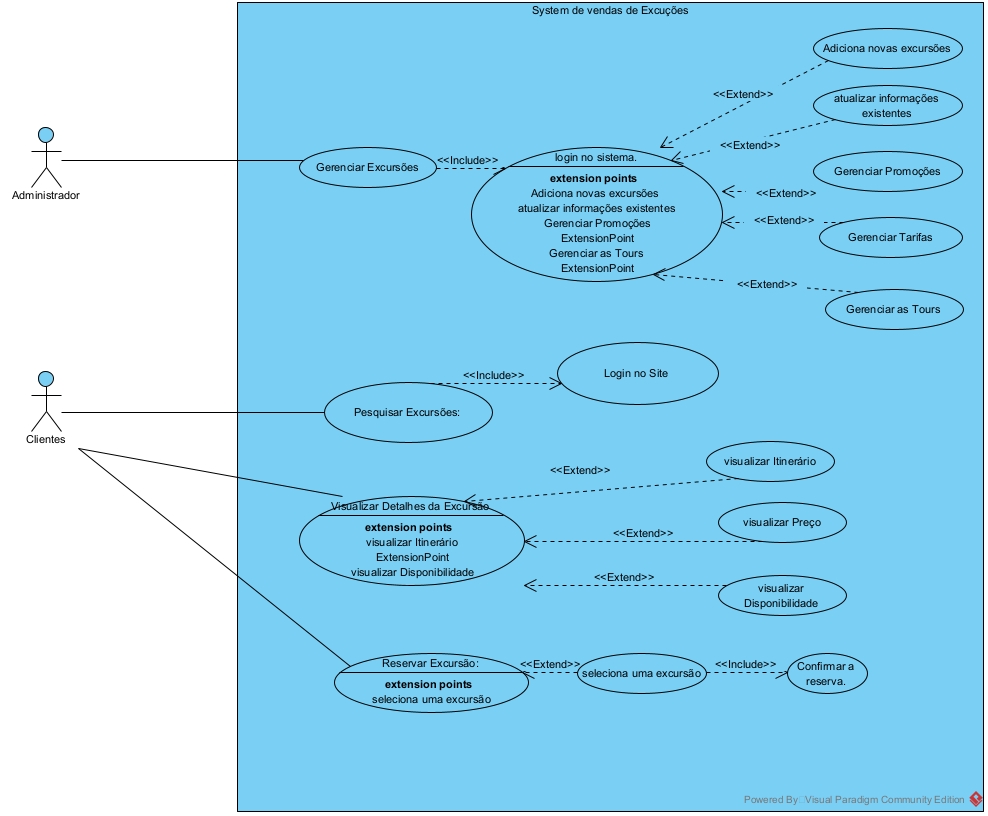 System de vendas de Excuções
Adiciona novas excursões
<<Extend>>
atualizar informações
existentes
Administrador
Gerenciar Excursões
<<Include>>
login no sistema.
extension points
Adiciona novas excursões
atualizar informações existentes
Gerenciar Promoções
ExtensionPoint
Gerenciar as Tours
ExtensionPoint
<<Extend>>
Gerenciar Promoções
<<Extend>>
<<Extend>>
Gerenciar Tarifas
<<Extend>>
Gerenciar as Tours
Clientes
Pesquisar Excursões:
<<Include>>
Login no Site
Visualizar Detalhes da Excursão
extension points
visualizar Itinerário
ExtensionPoint
visualizar Disponibilidade
<<Extend>>
visualizar Itinerário
<<Extend>>
visualizar Preço
<<Extend>>
visualizar
Disponibilidade
Reservar Excursão:
extension points
seleciona uma excursão
<<Extend>>
seleciona uma excursão
<<Include>>
Confirmar a
reserva.
Powered By Visual Paradigm Community Edition